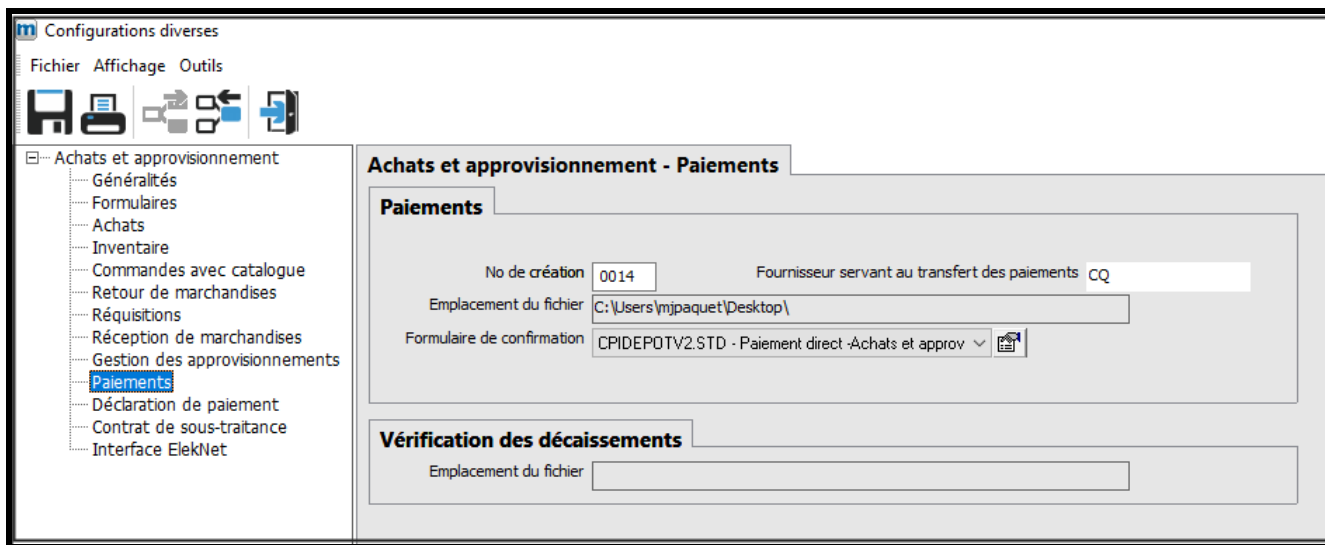 m Configurations diverses
Fichier Affichage Outils
Achats et approvisionnement
Généralités
Formulaires
Achats
Inventaire
Commandes avec catalogue
Retour de marchandises
Réquisitions
Réception de marchandises
Gestion des approvisionnements
Paiements
Déclaration de paiement
Contrat de sous-traitance
Interface ElekNet
Achats et approvisionnement - Paiements
Paiements
No de création 0014 Fournisseur servant au transfert des paiements CQ
Emplacement du fichier C:\Users\mjpaquet\Desktop\
Formulaire de confirmation CPIDEPOTV2.STD - Paiement direct -Achats et approv
Vérification des décaissements
Emplacement du fichier